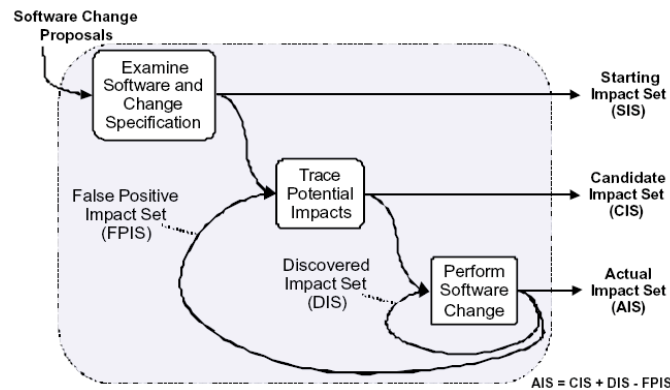 Software Change
Proposals
Examine
Software and
Change
Specification
Starting
Impact Set
(SIS)
Trace
Potential
Impacts
Candidate
Impact Set
(CIS)
False Positive
Impact Set
(FPIS)
Discovered
Impact Set
(DIS)
Perform
Software
Change
Actual
Impact Set
(AIS)
AIS = CIS + DIS - FPIS